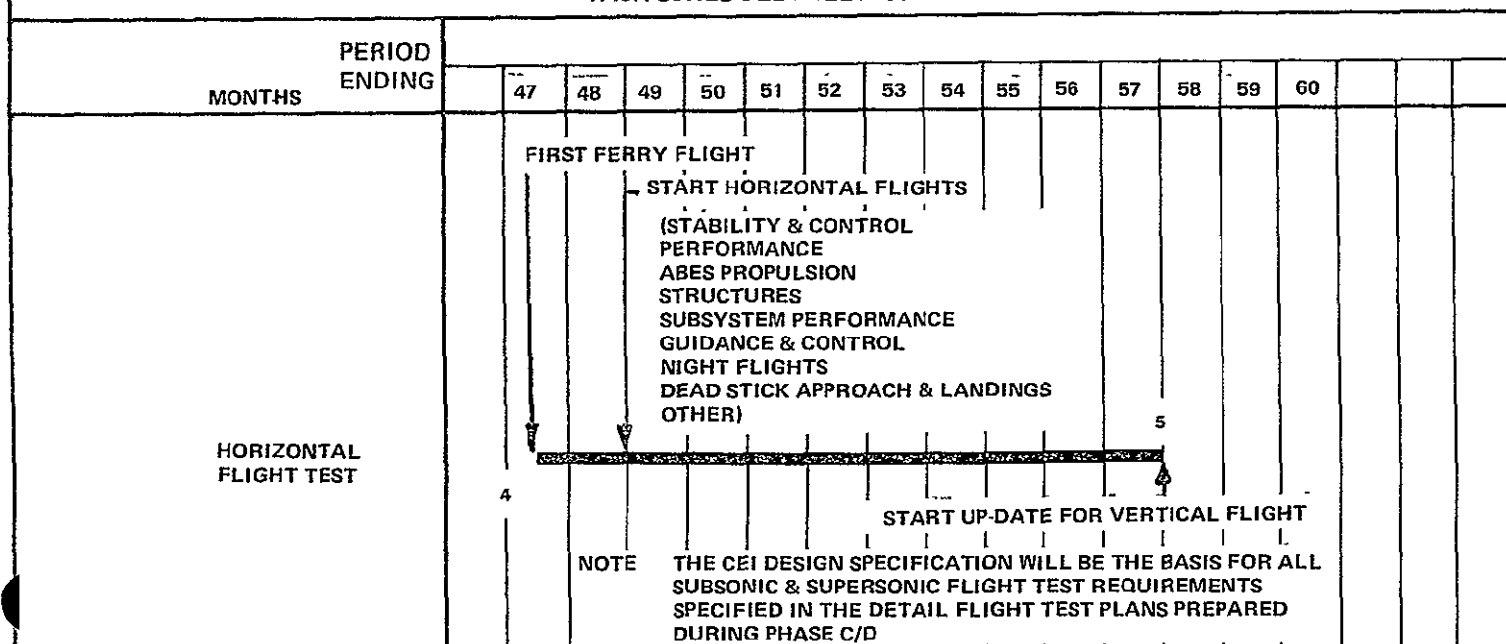 PERIOD
ENDING
MONTHS
47 48 49 50 51 52 53 54 55 56 57 58 59 60
FIRST FERRY FLIGHT
START HORIZONTAL FLIGHTS
(STABILITY & CONTROL
PERFORMANCE
ABES PROPULSION
STRUCTURES
SUBSYSTEM PERFORMANCE
GUIDANCE & CONTROL
NIGHT FLIGHTS
DEAD STICK APPROACH & LANDINGS
OTHER)
5
HORIZONTAL
FLIGHT TEST
4
START UP-DATE FOR VERTICAL FLIGHT
NOTE THE CEI DESIGN SPECIFICATION WILL BE THE BASIS FOR ALL
SUBSONIC & SUPERSONIC FLIGHT TEST REQUIREMENTS
SPECIFIED IN THE DETAIL FLIGHT TEST PLANS PREPARED
DURING PHASE C/D